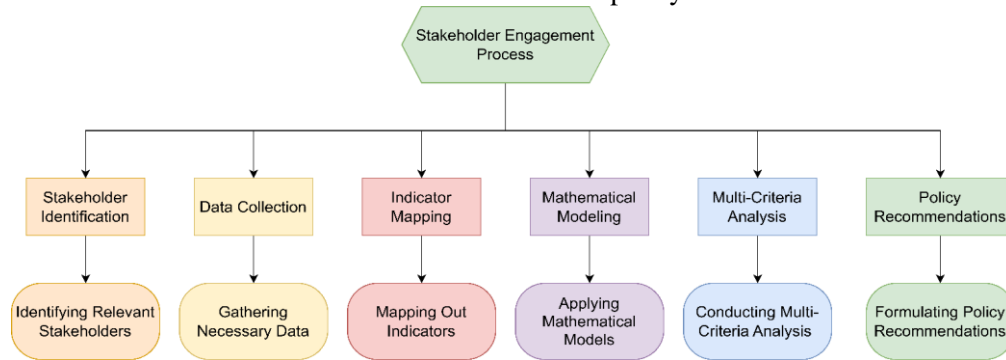 Stakeholder Engagement
Process
Stakeholder
Identification
Data Collection
Indicator
Mapping
Mathematical
Modeling
Multi-Criteria
Analysis
Policy
Recommendations
Identifying Relevant
Stakeholders
Gathering
Necessary Data
Mapping Out
Indicators
Applying
Mathematical
Models
Conducting Multi-
Criteria Analysis
Formulating Policy
Recommendations